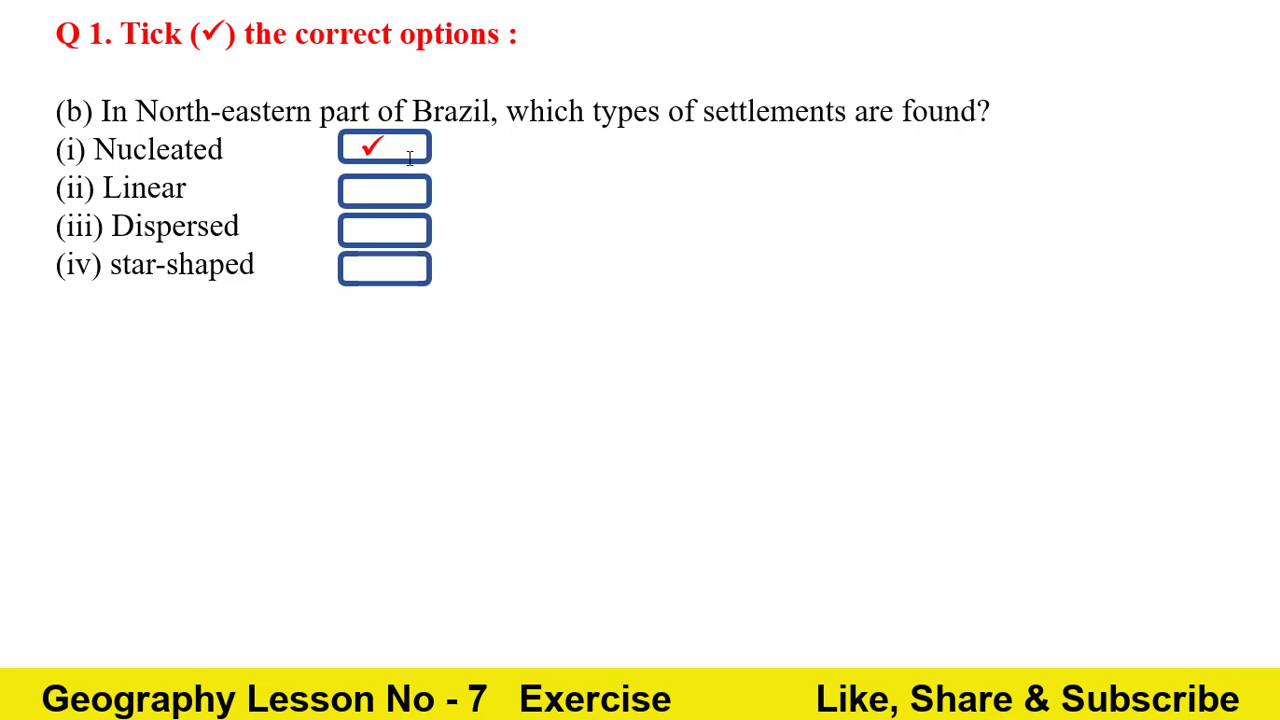 Q 1. Tick (✓) the correct options :
(b) In North-eastern part of Brazil, which types of settlements are found?
(i) Nucleated ✓
(ii) Linear
(iii) Dispersed
(iv) star-shaped
Geography Lesson No - 7 Exercise Like, Share & Subscribe